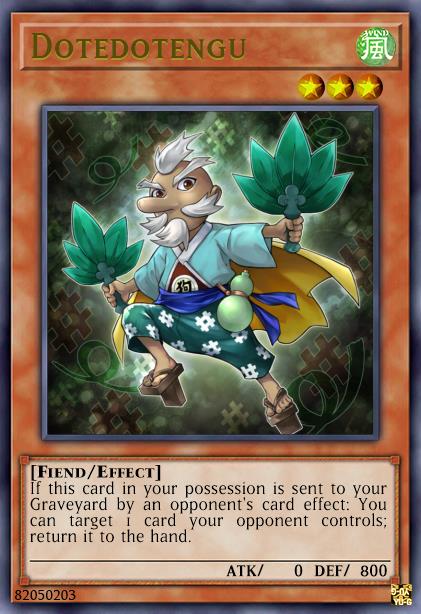 DOTEDOTENGU
WIND
風
狗
[FIEND/EFFECT]
If this card in your possession is sent to your
Graveyard by an opponent's card effect: You
can target 1 card your opponent controls;
return it to the hand.
ATK/ 0 DEF/ 800
82050203